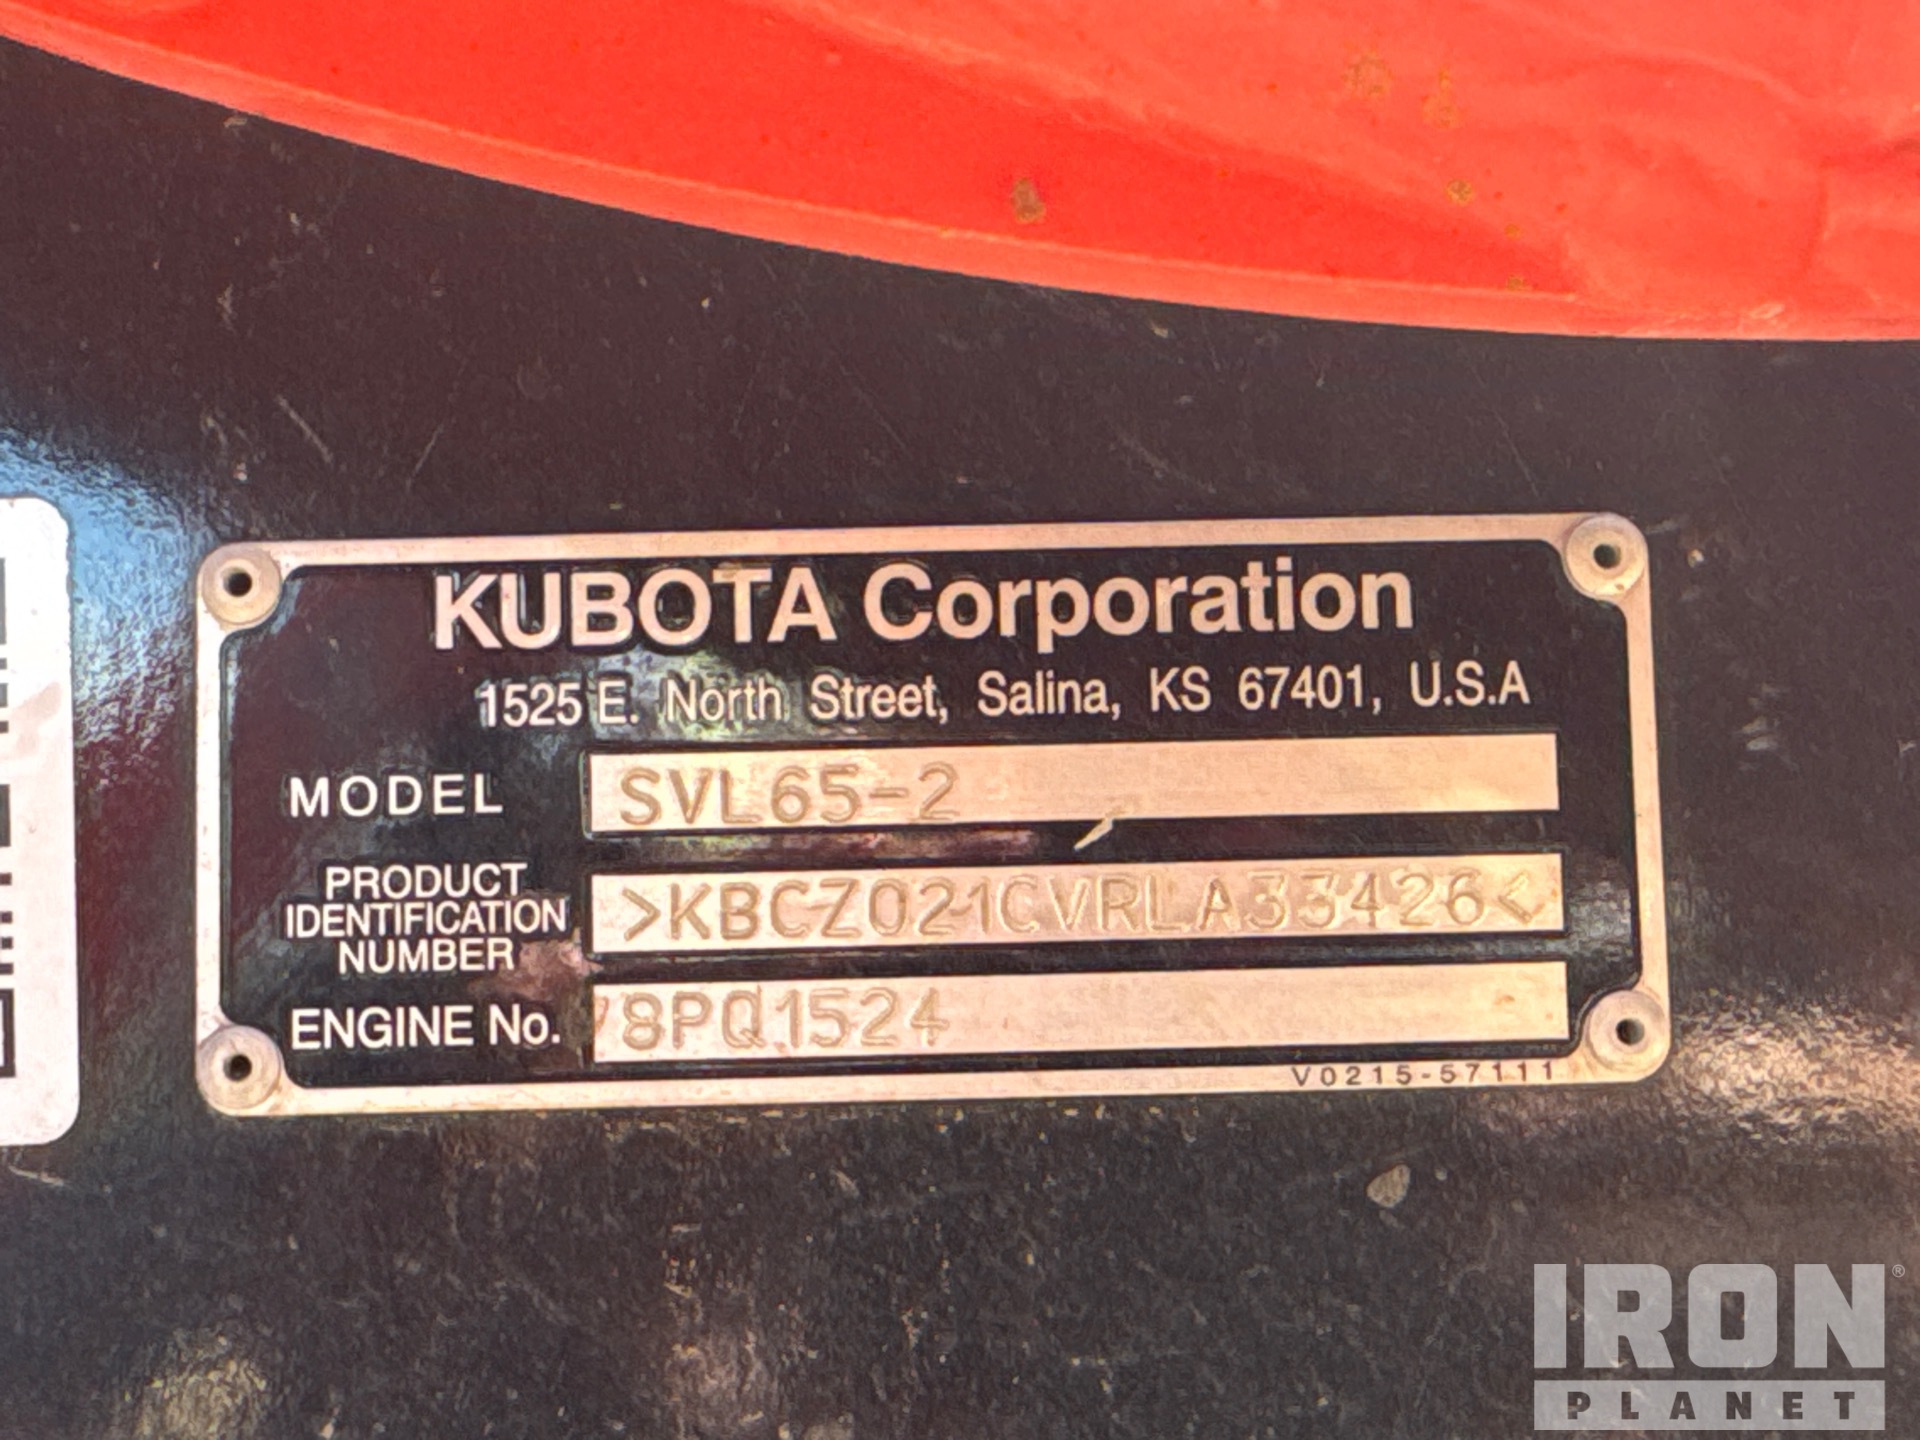 KUBOTA Corporation
1525 E. North Street, Salina, KS 67401, U.S.A
MODEL SVL65-2
PRODUCT IDENTIFICATION NUMBER >KBCZ021CVRLA33426<
ENGINE No. 8PQ1524
V0215-57111
IRON®
PLANET